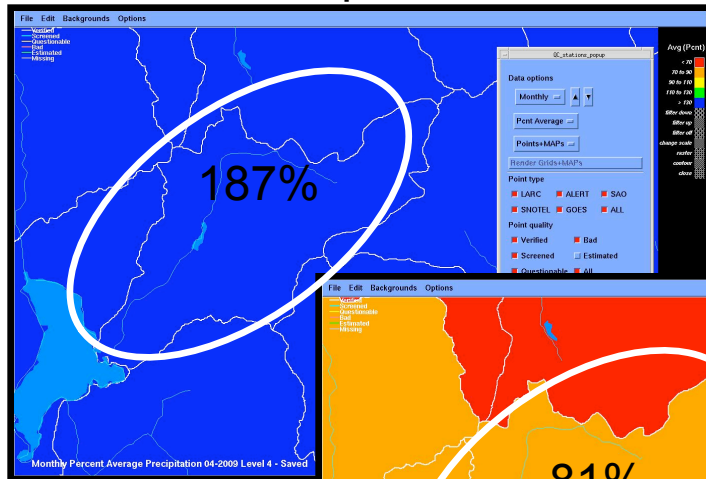 File Edit Backgrounds Options
Verified
Screened
Questionable
Bad
Estimated
Missing
187%
QC_stations_popup
Data options
Monthly
Pcnt Average
Points+MAPs
Render Grids+MAPs
Point type
LARC ALERT SAO
SNOTEL GOES ALL
Point quality
Verified Bad
Screened Estimated
Questionable All
Avg (Pcnt)
< 70
70 to 90
90 to 110
110 to 130
> 130
filter down
filter up
filter off
change scale
raster
contour
close
Monthly Percent Average Precipitation 04-2009 Level 4 - Saved
File Edit Backgrounds Options
Verified
Screened
Questionable
Bad
Estimated
Missing
81%